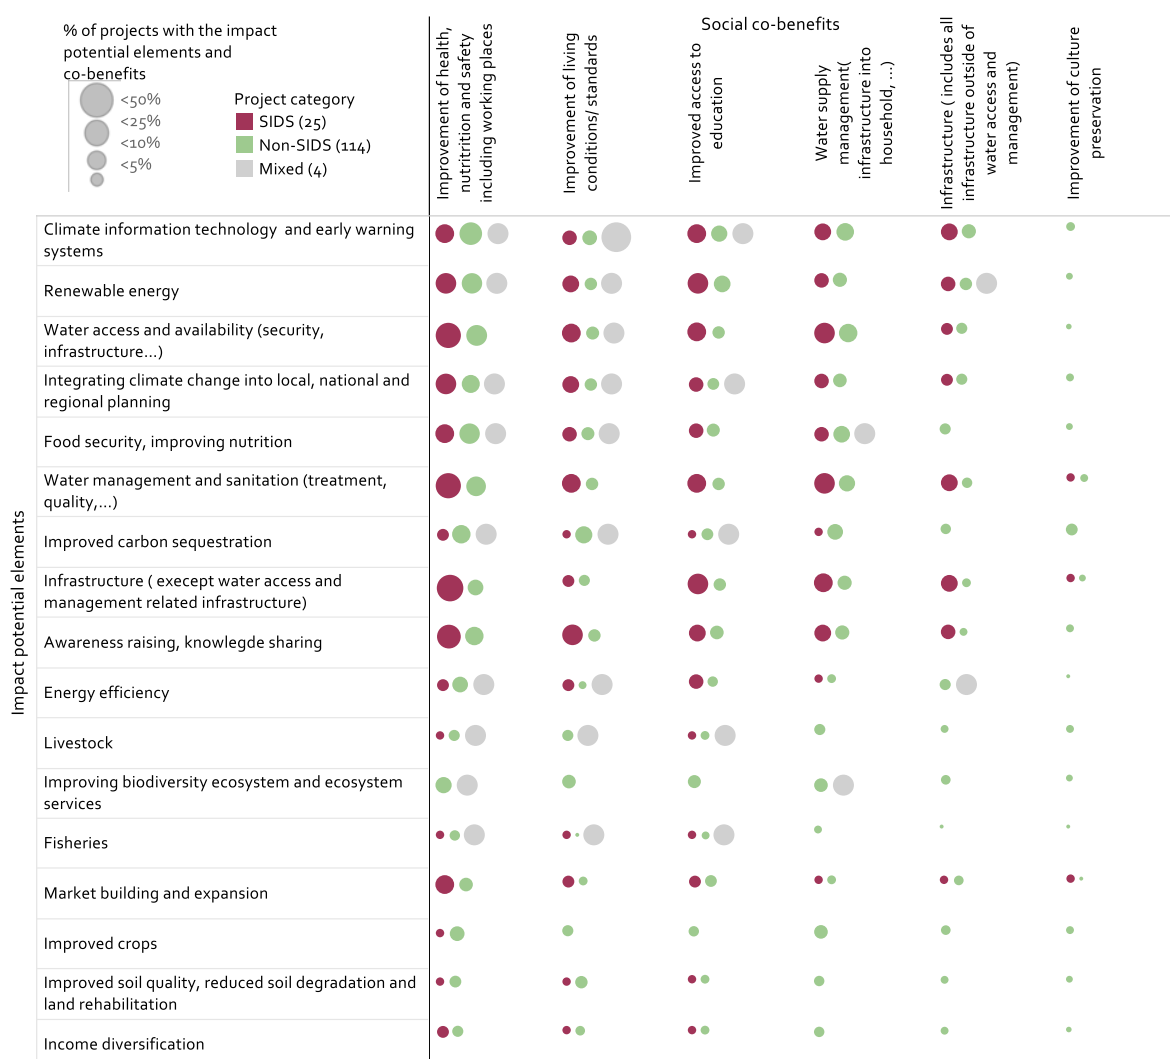 % of projects with the impact
potential elements and
co-benefits
<50%
<25%
<10%
<5%
Project category
SIDS (25)
Non-SIDS (114)
Mixed (4)
Social co-benefits
Improvement of health,
nutritrition and safety
including working places
Improvement of living
conditions/ standards
Improved access to
education
Water supply
management(
infrastructure into
household, ...)
Infrastructure ( includes all
infrastructure outside of
water access and
management)
Improvement of culture
preservation
Impact potential elements
Climate information technology  and early warning
systems
Renewable energy
Water access and availability (security,
infrastructure...)
Integrating climate change into local, national and
regional planning
Food security, improving nutrition
Water management and sanitation (treatment,
quality,...)
Improved carbon sequestration
Infrastructure ( execept water access and
management related infrastructure)
Awareness raising, knowlegde sharing
Energy efficiency
Livestock
Improving biodiversity ecosystem and ecosystem
services
Fisheries
Market building and expansion
Improved crops
Improved soil quality, reduced soil degradation and
land rehabilitation
Income diversification